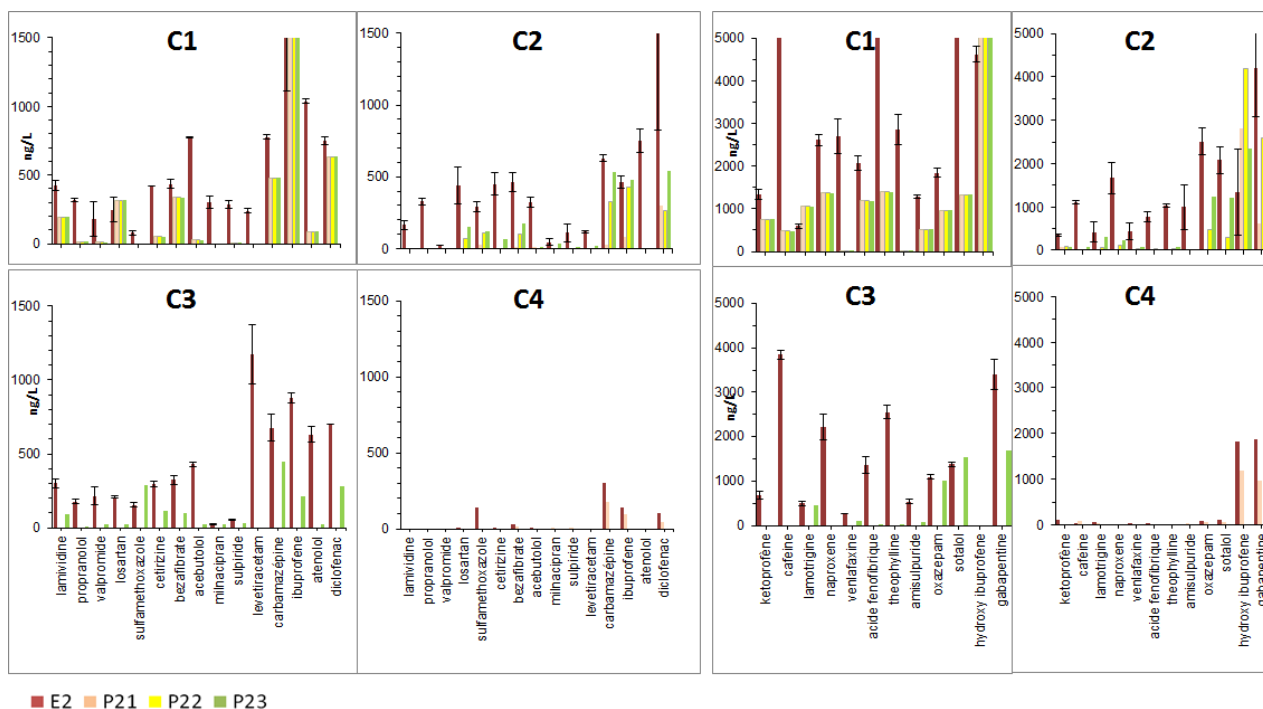 C1
1500
1000
500
0
ng/L
C2
1500
1000
500
0
C1
5000
4000
3000
2000
1000
0
ng/L
C2
5000
4000
3000
2000
1000
0
C3
1500
1000
500
0
ng/L
lamividine
propranolol
valpromide
losartan
sulfamethoxazole
cetirizine
bezafibrate
acebutolol
milnacipran
sulpiride
levetiracetam
carbamazépine
ibuprofene
atenolol
diclofenac
C4
1500
1000
500
0
lamividine
propranolol
valpromide
losartan
sulfamethoxazole
cetirizine
bezafibrate
acebutolol
milnacipran
sulpiride
levetiracetam
carbamazépine
ibuprofene
atenolol
diclofenac
C3
5000
4000
3000
2000
1000
0
ng/L
ketoprofène
cafeine
lamotrigine
naproxene
venlafaxine
acide fenofibrique
theophylline
amisulpuride
oxazepam
sotalol
hydroxy ibuprofene
gabapentine
C4
5000
4000
3000
2000
1000
0
ketoprofène
cafeine
lamotrigine
naproxene
venlafaxine
acide fenofibrique
theophylline
amisulpuride
oxazepam
sotalol
hydroxy ibuprofene
gabapentine
E2 P21 P22 P23